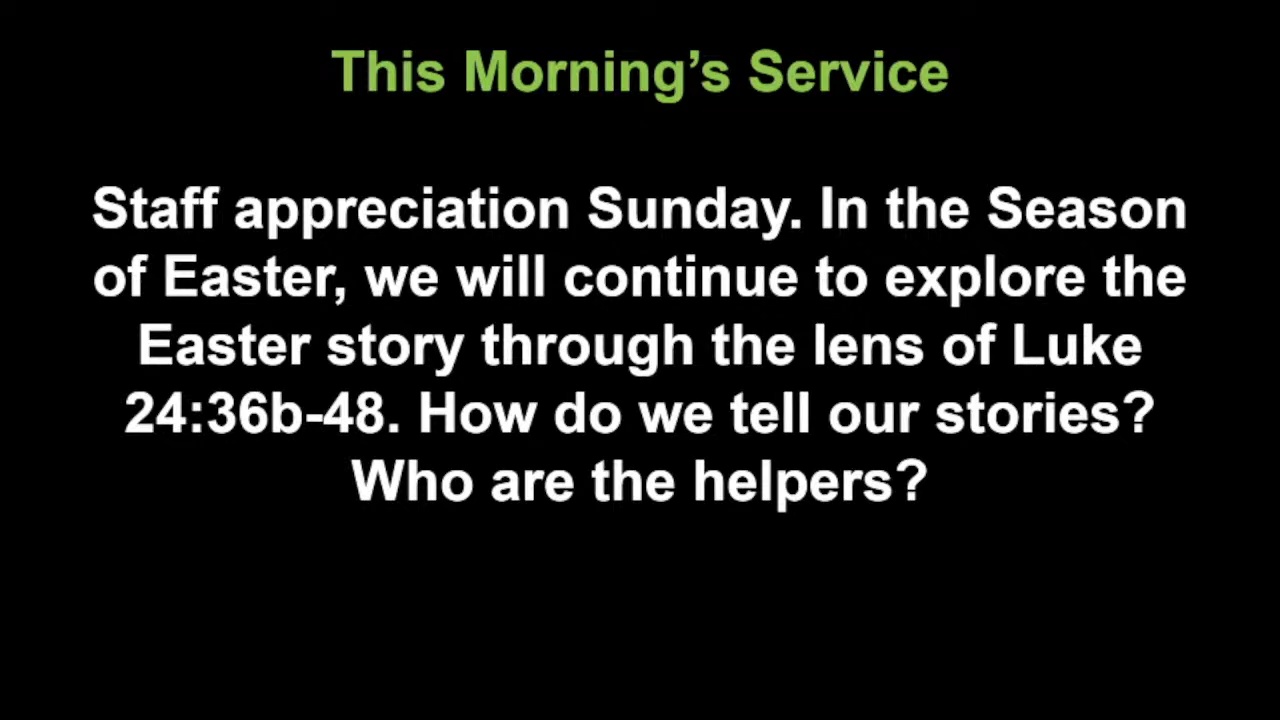 This Morning’s Service
Staff appreciation Sunday. In the Season
of Easter, we will continue to explore the
Easter story through the lens of Luke
24:36b-48. How do we tell our stories?
Who are the helpers?